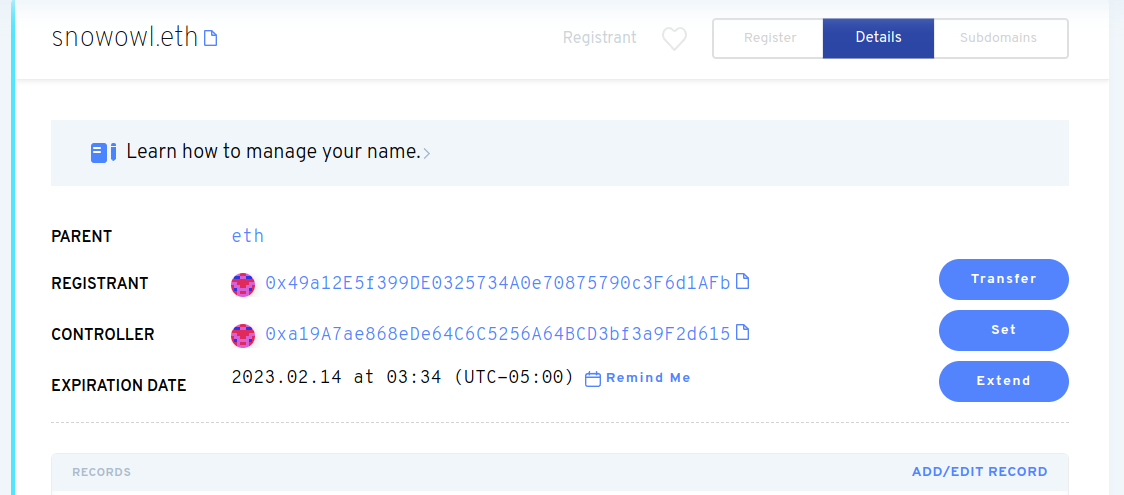 snowowl.eth
Registrant
Register Details Subdomains
Learn how to manage your name.
PARENT eth
REGISTRANT 0x49a12E5f399DE0325734A0e70875790c3F6d1AFb Transfer
CONTROLLER 0xa19A7ae868eDe64C6C5256A64BCD3bf3a9F2d615 Set
EXPIRATION DATE 2023.02.14 at 03:34 (UTC-05:00) Remind Me Extend
RECORDS ADD/EDIT RECORD